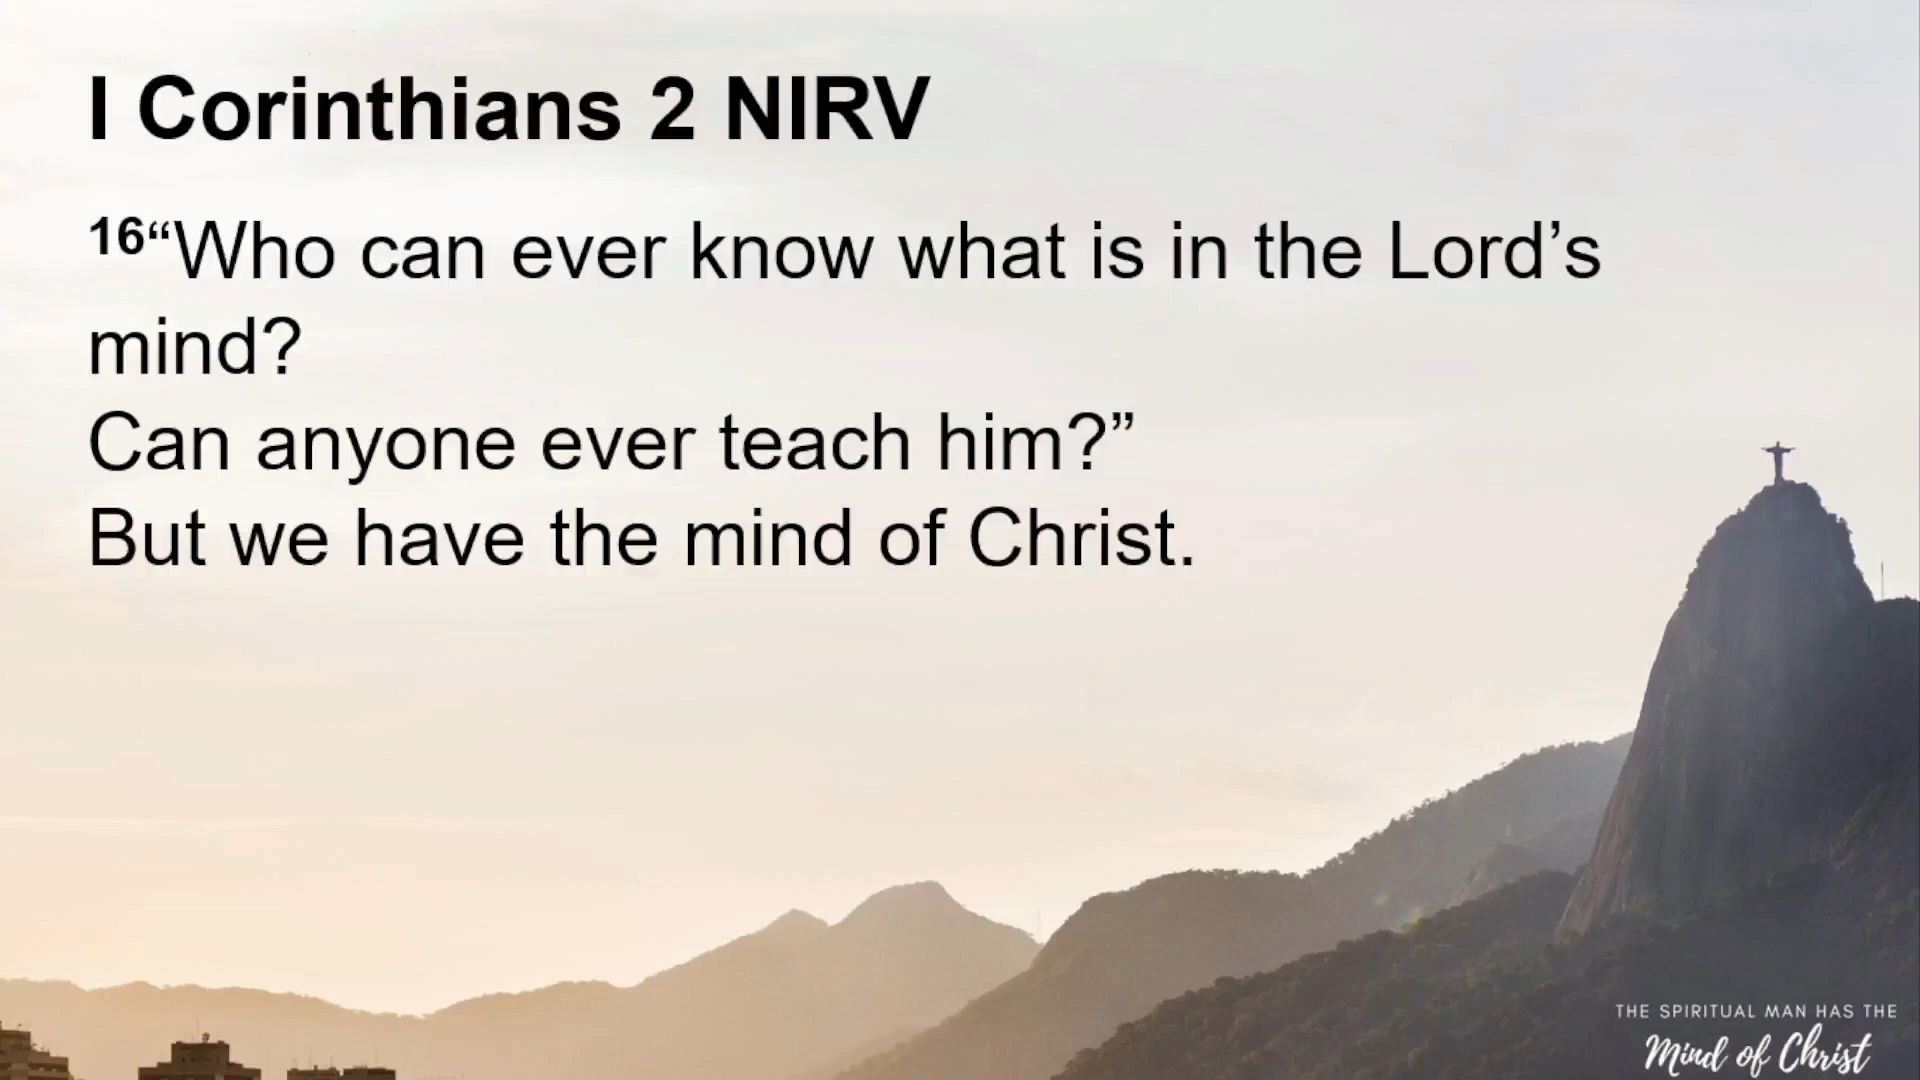 I Corinthians 2 NIRV
16“Who can ever know what is in the Lord’s
mind?
Can anyone ever teach him?”
But we have the mind of Christ.
THE SPIRITUAL MAN HAS THE
Mind of Christ